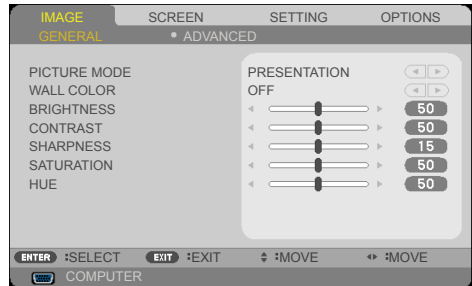 IMAGE SCREEN SETTING OPTIONS
GENERAL • ADVANCED
PICTURE MODE PRESENTATION
WALL COLOR OFF
BRIGHTNESS 50
CONTRAST 50
SHARPNESS 15
SATURATION 50
HUE 50
ENTER :SELECT EXIT :EXIT :MOVE :MOVE
COMPUTER